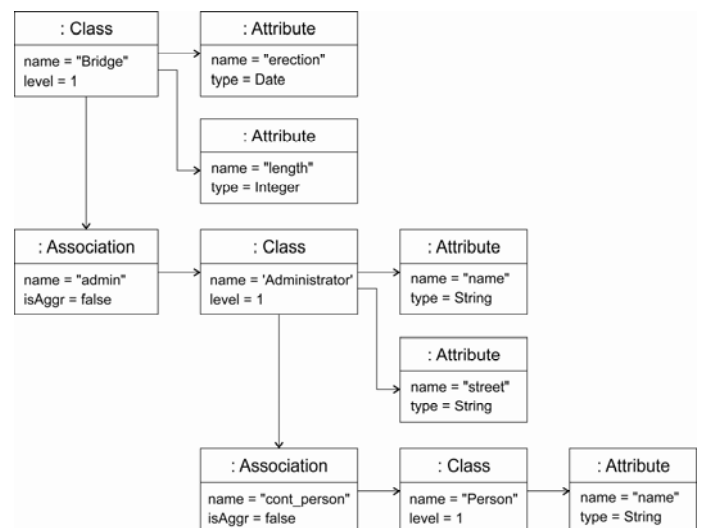 : Class
name = "Bridge"
level = 1
: Attribute
name = "erection"
type = Date
: Attribute
name = "length"
type = Integer
: Association
name = "admin"
isAggr = false
: Class
name = 'Administrator'
level = 1
: Attribute
name = "name"
type = String
: Attribute
name = "street"
type = String
: Association
name = "cont_person"
isAggr = false
: Class
name = "Person"
level = 1
: Attribute
name = "name"
type = String